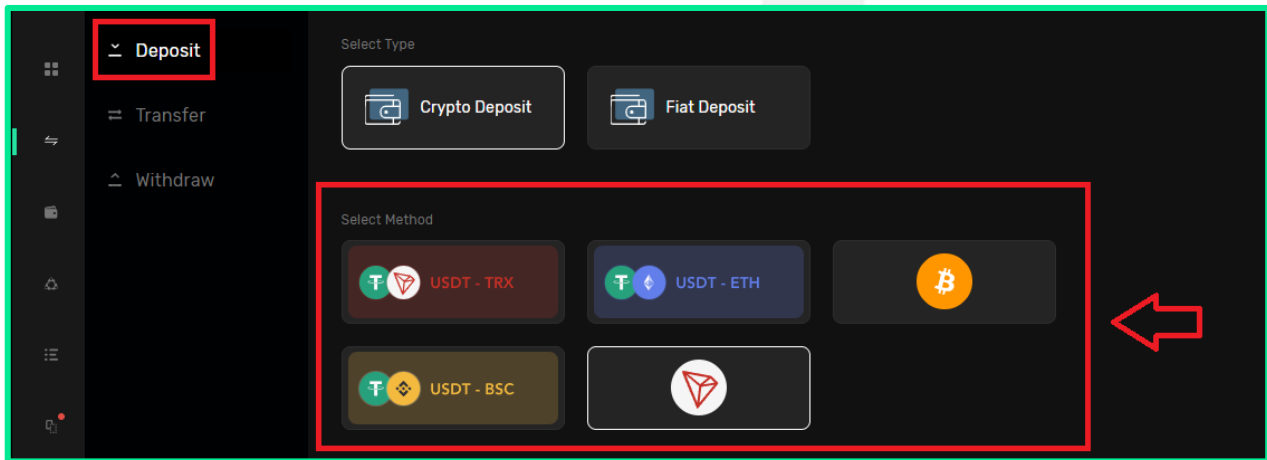 Deposit
Transfer
Withdraw
Select Type
Crypto Deposit
Fiat Deposit
Select Method
USDT - TRX
USDT - ETH
USDT - BSC